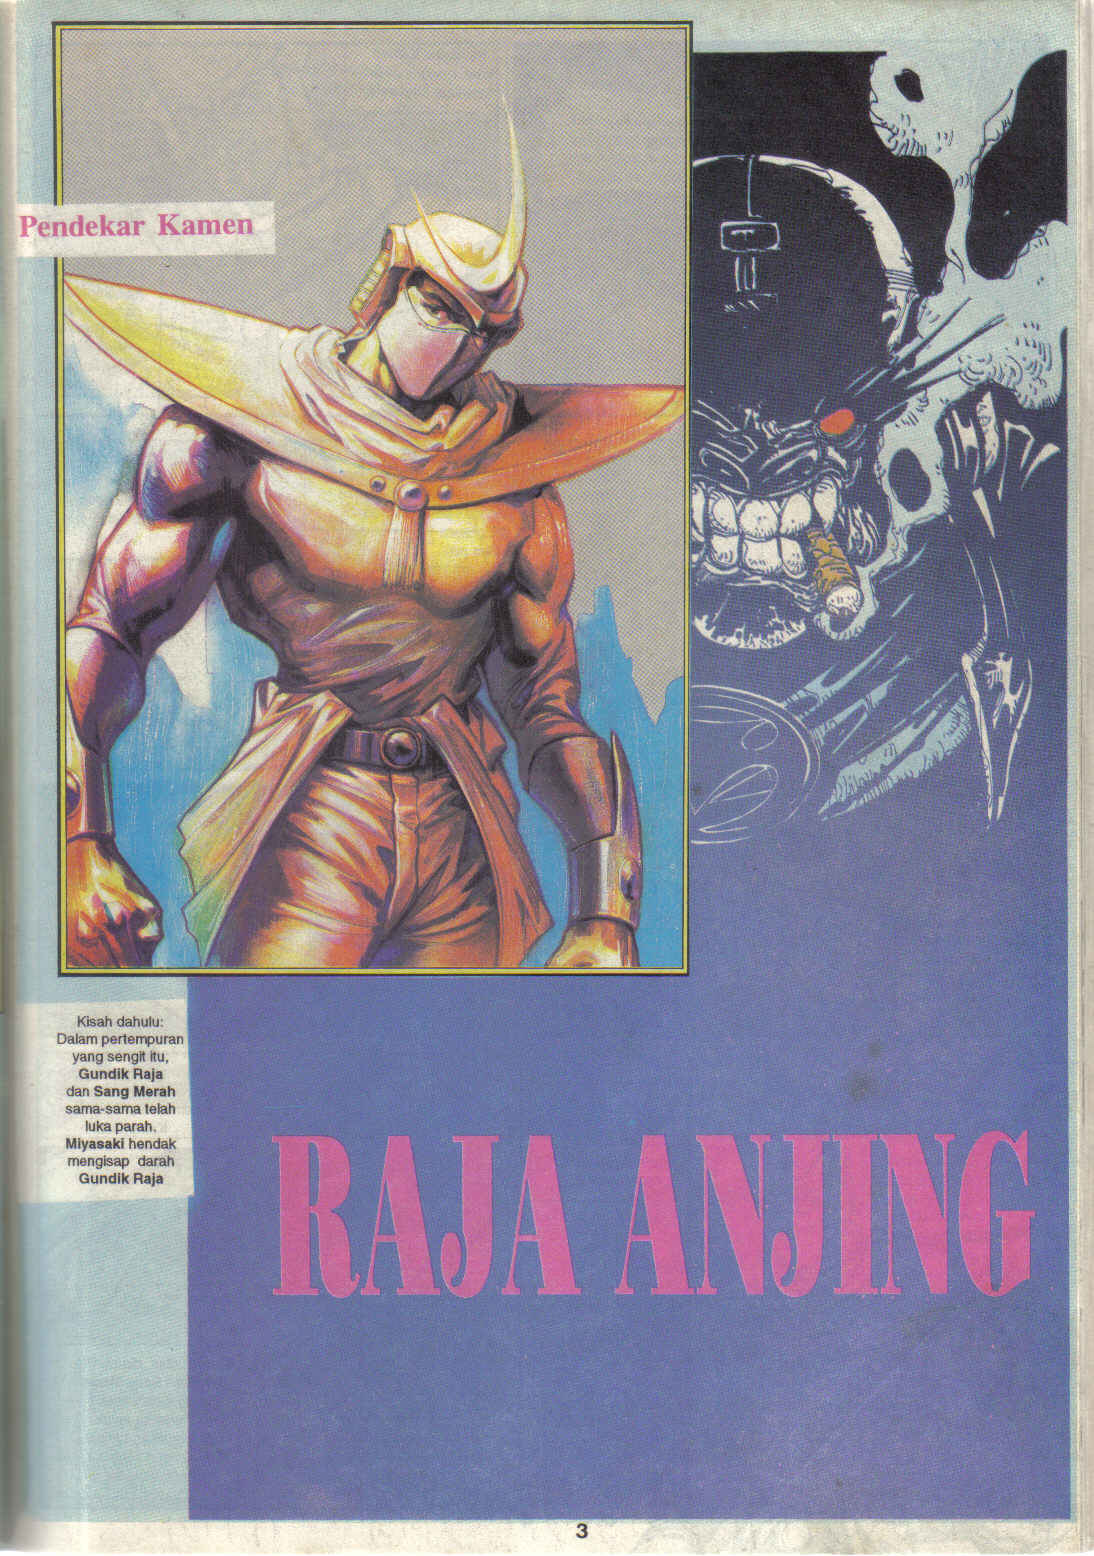 Pendekar Kamen
Kisah dahulu:
Dalam pertempuran
yang sengit itu,
Gundik Raja
dan Sang Merah
sama-sama telah
luka parah.
Miyasaki hendak
mengisap darah
Gundik Raja
RAJA ANJING
3